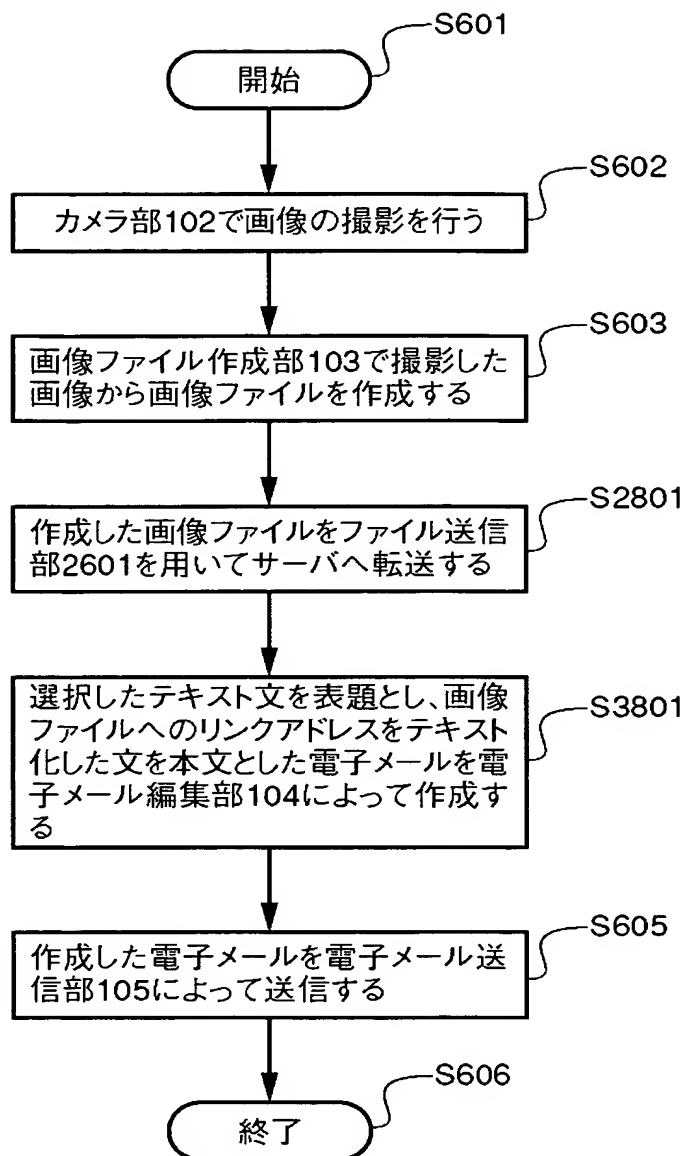 S601
開始
S602
カメラ部102で画像の撮影を行う
S603
画像ファイル作成部103で撮影した
画像から画像ファイルを作成する
S2801
作成した画像ファイルをファイル送信
部2601を用いてサーバへ転送する
S3801
選択したテキスト文を表題とし、画像
ファイルへのリンクアドレスをテキスト
化した文を本文とした電子メールを電
子メール編集部104によって作成す
る
S605
作成した電子メールを電子メール送
信部105によって送信する
S606
終了